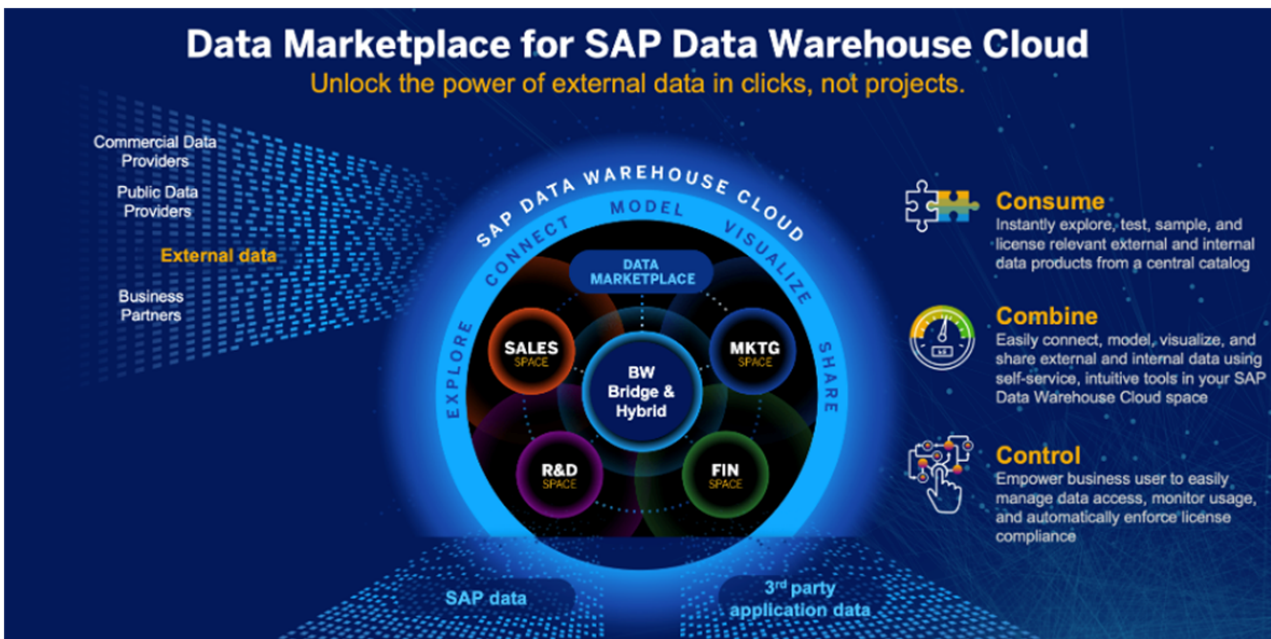 Data Marketplace for SAP Data Warehouse Cloud
Unlock the power of external data in clicks, not projects.
Commercial Data
Providers
Public Data
Providers
External data
Business
Partners
SAP DATA WAREHOUSE CLOUD
EXPLORE CONNECT MODEL VISUALIZE SHARE
DATA
MARKETPLACE
SALES
SPACE
MKTG
SPACE
BW
Bridge &
Hybrid
R&D
SPACE
FIN
SPACE
SAP data
3rd party
application data
Consume
Instantly explore, test, sample, and
license relevant external and internal
data products from a central catalog
Combine
Easily connect, model, visualize, and
share external and internal data using
self-service, intuitive tools in your SAP
Data Warehouse Cloud space
Control
Empower business user to easily
manage data access, monitor usage,
and automatically enforce license
compliance